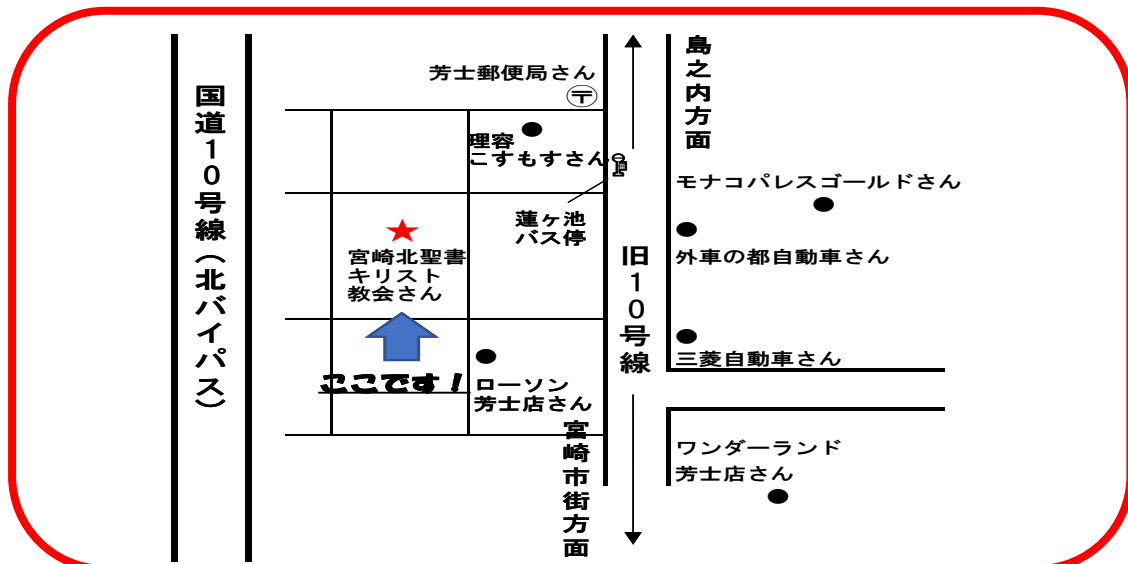 国道10号線（北バイパス）
芳士郵便局さん
〒
理容
こすもすさん
蓮ヶ池
バス停
宮崎北聖書
キリスト
教会さん
ここです！
ローソン
芳士店さん
宮崎市街方面
旧10号線
島之内方面
モナコパレスゴールドさん
外車の都自動車さん
三菱自動車さん
ワンダーランド
芳士店さん